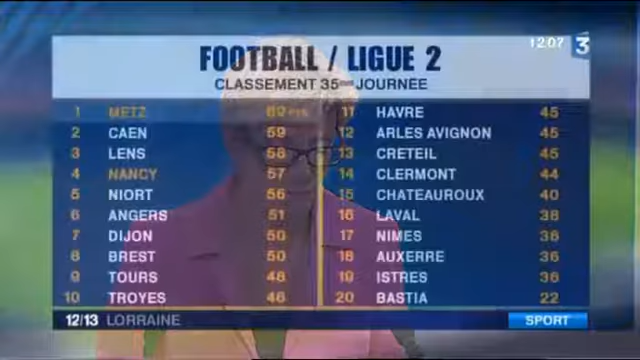 12:07 3
FOOTBALL / LIGUE 2
CLASSEMENT 35ème JOURNÉE
1 METZ 69 PTS
2 CAEN 59
3 LENS 58
4 NANCY 57
5 NIORT 56
6 ANGERS 51
7 DIJON 50
8 BREST 50
9 TOURS 48
10 TROYES 46
11 HAVRE 45
12 ARLES AVIGNON 45
13 CRETEIL 45
14 CLERMONT 44
15 CHATEAUROUX 40
16 LAVAL 38
17 NIMES 36
18 AUXERRE 36
19 ISTRES 36
20 BASTIA 22
12/13 LORRAINE SPORT